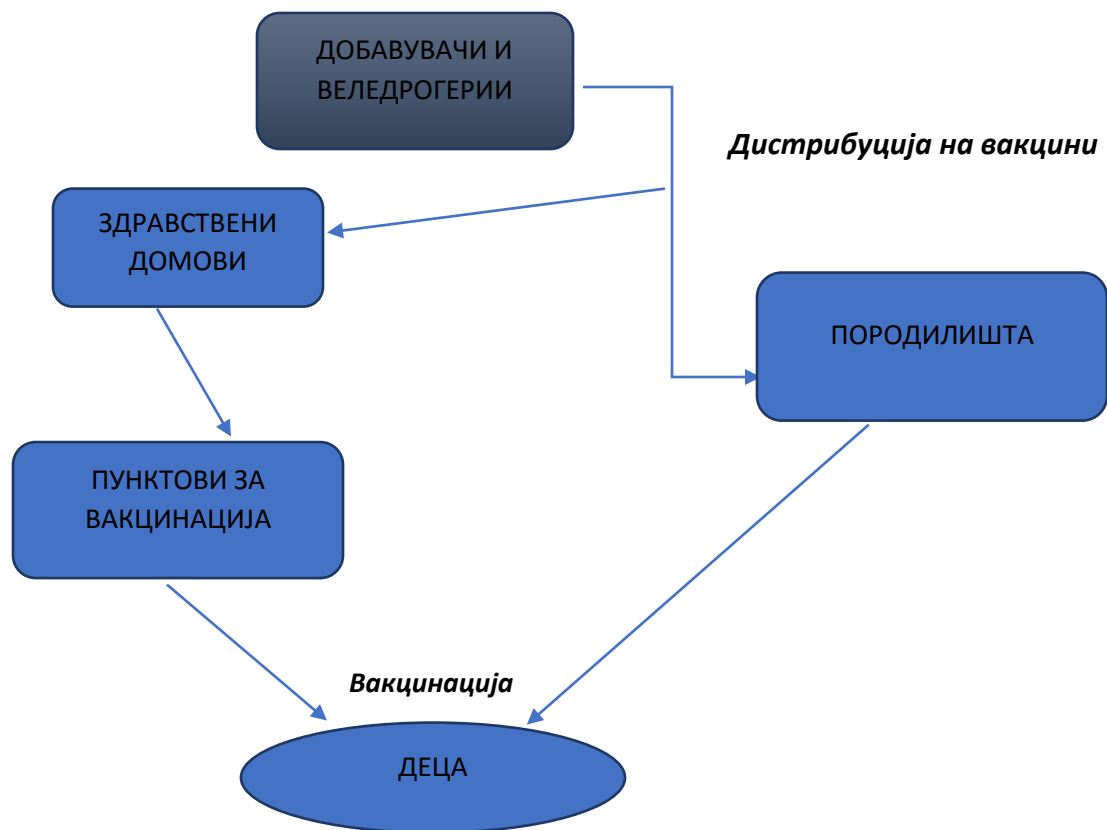 ДОБАВУВАЧИ И
ВЕЛЕДРОГЕРИИ
Дистрибуција на вакцини
ЗДРАВСТВЕНИ
ДОМОВИ
ПОРОДИЛИШТА
ПУНКТОВИ ЗА
ВАКЦИНАЦИЈА
Вакцинација
ДЕЦА